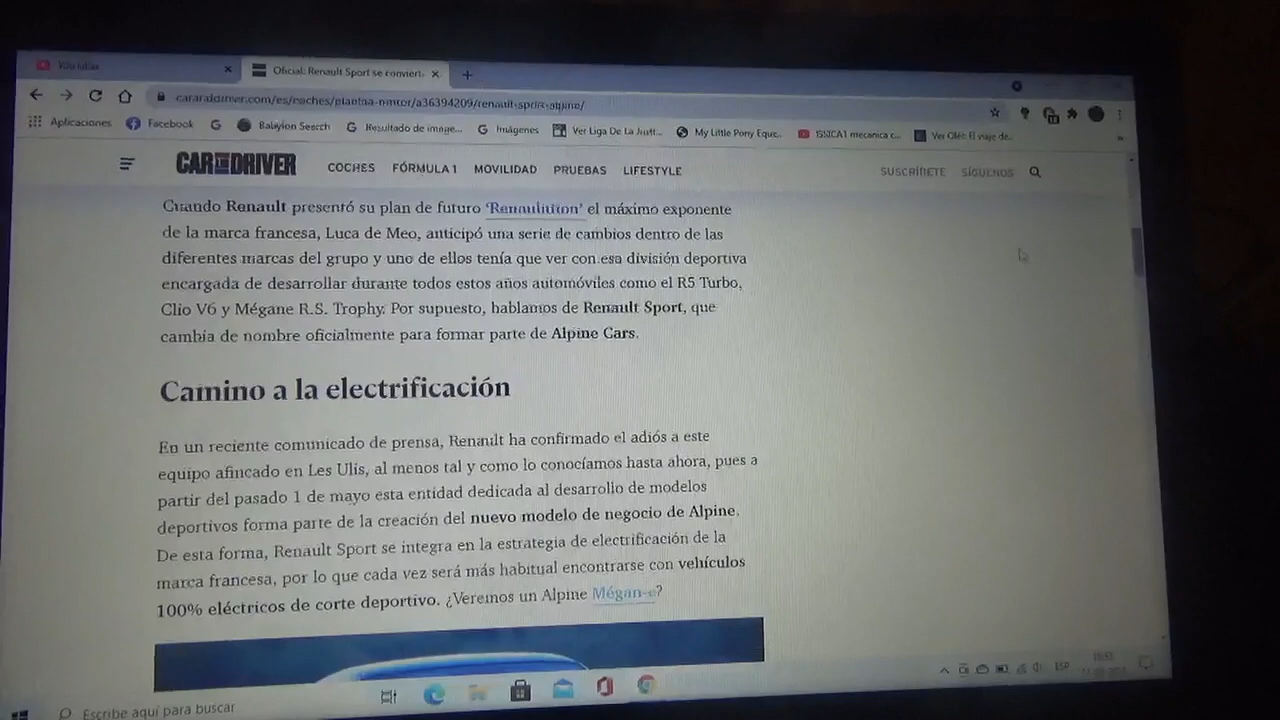 Oficial: Renault Sport se convierte
Aplicaciones Facebook Babylon Search Resultado de image... Imágenes Ver Liga De La Justi... My Little Pony Eque... mecanica c... Ver Olé: El viaje de...
CAR AND DRIVER COCHES FÓRMULA 1 MOVILIDAD PRUEBAS LIFESTYLE SUSCRÍBETE SÍGUENOS
Cuando Renault presentó su plan de futuro 'Renaulution' el máximo exponente
de la marca francesa, Luca de Meo, anticipó una serie de cambios dentro de las
diferentes marcas del grupo y uno de ellos tenía que ver con esa división deportiva
encargada de desarrollar durante todos estos años automóviles como el R5 Turbo,
Clio V6 y Mégane R.S. Trophy. Por supuesto, hablamos de Renault Sport, que
cambia de nombre oficialmente para formar parte de Alpine Cars.
Camino a la electrificación
En un reciente comunicado de prensa, Renault ha confirmado el adiós a este
equipo afincado en Les Ulis, al menos tal y como lo conocíamos hasta ahora, pues a
partir del pasado 1 de mayo esta entidad dedicada al desarrollo de modelos
deportivos forma parte de la creación del nuevo modelo de negocio de Alpine.
De esta forma, Renault Sport se integra en la estrategia de electrificación de la
marca francesa, por lo que cada vez será más habitual encontrarse con vehículos
100% eléctricos de corte deportivo. ¿Veremos un Alpine Mégan-e?
ESP
Escribe aquí para buscar